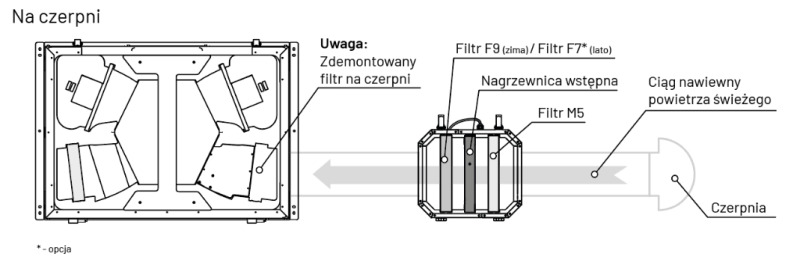 Na czerpni
Uwaga:
Zdemontowany
filtr na czerpni
Filtr F9 (zima) / Filtr F7* (lato)
Nagrzewnica wstępna
Filtr M5
Ciąg nawiewny
powietrza świeżego
Czerpnia
* - opcja